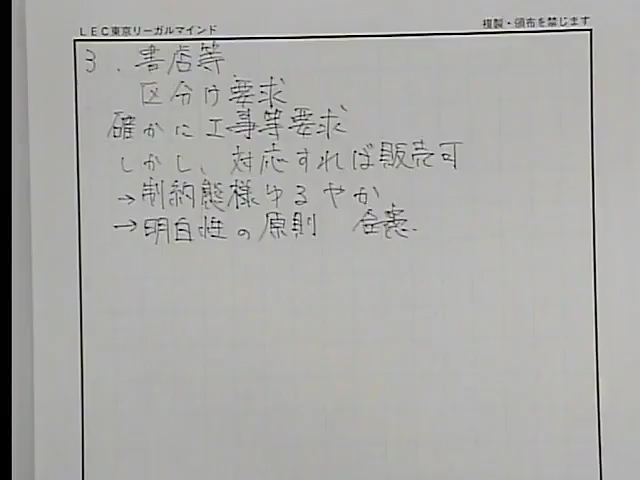 LEC東京リーガルマインド
複製・頒布を禁じます
3．書店等
区分け要求
確かに工事等要求
しかし、対応すれば販売可
→制約態様ゆるやか
→明白性の原則　合憲.